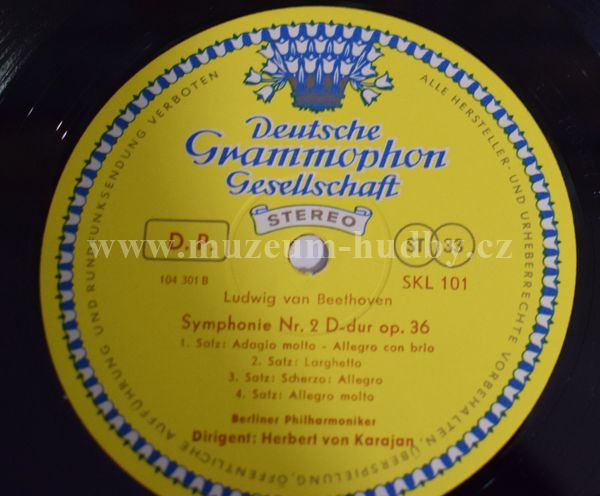 Deutsche
Grammophon
Gesellschaft
STEREO
D.P.
ST 33
www.muzeum-hudby.cz
104 301 B
SKL 101
Ludwig van Beethoven
Symphonie Nr. 2 D-dur op. 36
1. Satz: Adagio molto - Allegro con brio
2. Satz: Larghetto
3. Satz: Scherzo: Allegro
4. Satz: Allegro molto
Berliner Philharmoniker
Dirigent: Herbert von Karajan
ALLE HERSTELLER- UND URHEBERRECHTE VORBEHALTEN, ÜBERSPIELUNG, ÖFFENTLICHE AUFFÜHRUNG UND RUNDFUNKSENDUNG VERBOTEN